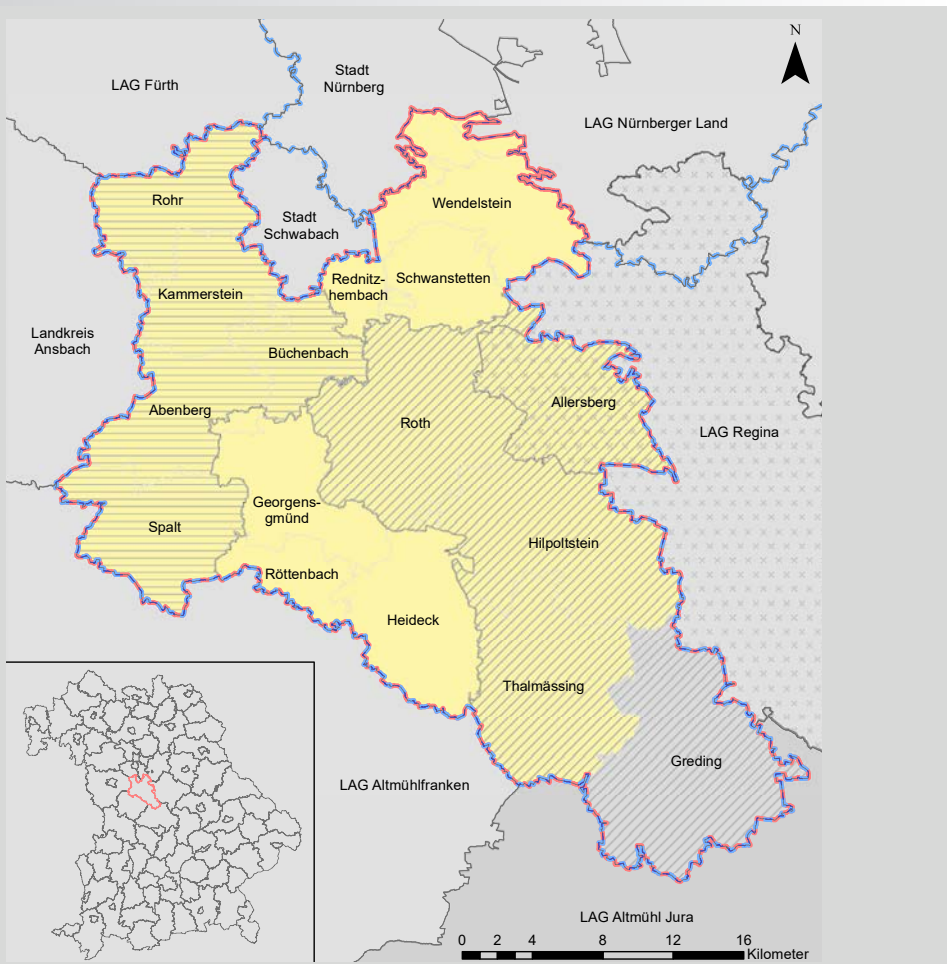 N
Stadt
Nürnberg
LAG Fürth
LAG Nürnberger Land
Rohr
Wendelstein
Stadt
Schwabach
Rednitz-
hembach
Schwanstetten
Kammerstein
Landkreis
Ansbach
Büchenbach
Abenberg
Allersberg
Roth
LAG Regina
Georgens-
gmünd
Spalt
Hilpoltstein
Röttenbach
Heideck
Thalmässing
Greding
LAG Altmühlfranken
LAG Altmühl Jura
0 2 4 8 12 16
Kilometer